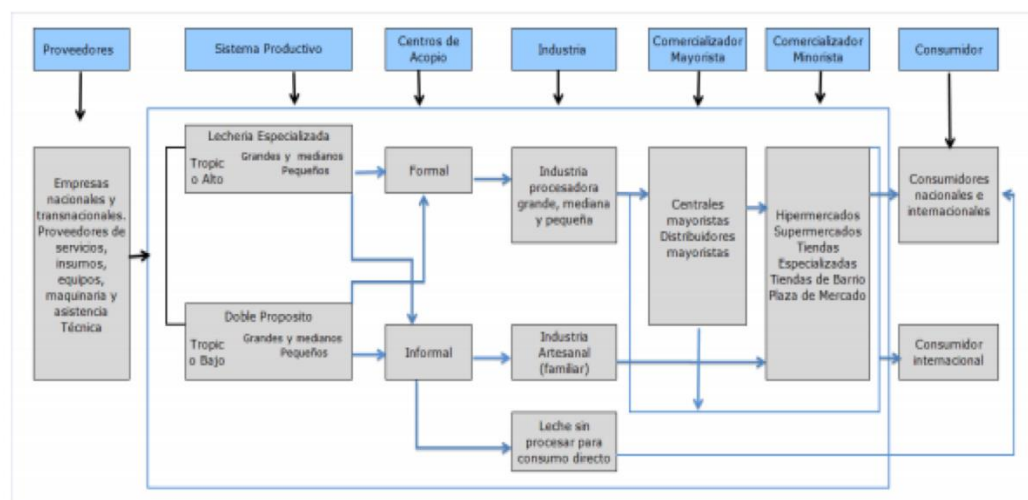 Proveedores
Sistema Productivo
Centros de
Acopio
Industria
Comercializador
Mayorista
Comercializador
Minorista
Consumidor
Empresas
nacionales y
transnacionales.
Proveedores de
servicios,
insumos,
equipos,
maquinaria y
asistencia
Técnica
Lecheria Especializada
Tropic
o Alto
Grandes y medianos
Pequeños
Doble Proposito
Tropic
o Bajo
Grandes y medianos
Pequeños
Formal
Informal
Industria
procesadora
grande, mediana
y pequeña
Industria
Artesanal
(familiar)
Leche sin
procesar para
consumo directo
Centrales
mayoristas
Distribuidores
mayoristas
Hipermercados
Supermercados
Tiendas
Especializadas
Tiendas de Barrio
Plaza de Mercado
Consumidores
nacionales e
internacionales
Consumidor
internacional